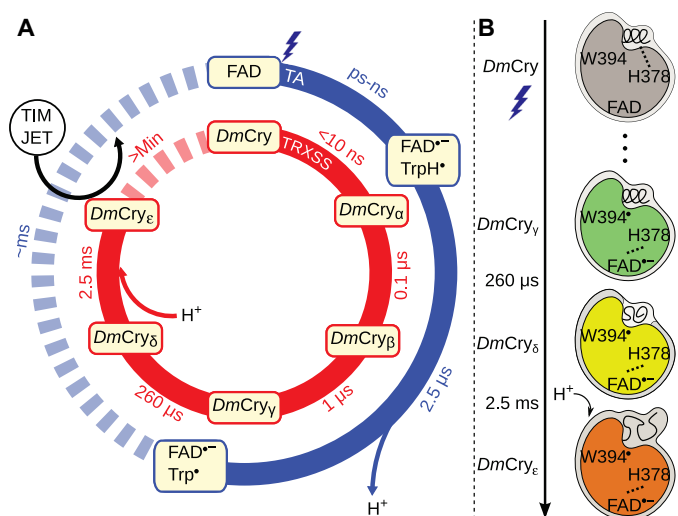 A
FAD
TA
ps-ns
TIM
JET
>Min
DmCry
TRXSS
<10 ns
FAD•−
TrpH•
DmCryε
DmCryα
~ms
2.5 ms
0.1 µs
H+
DmCryδ
DmCryβ
260 µs
DmCryγ
1 µs
2.5 µs
FAD•−
Trp•
H+
B
DmCry
W394
H378
FAD
DmCryγ
W394•
H378
FAD•−
260 µs
DmCryδ
W394•
H378
FAD•−
2.5 ms
H+
DmCryε
W394•
H378
FAD•−